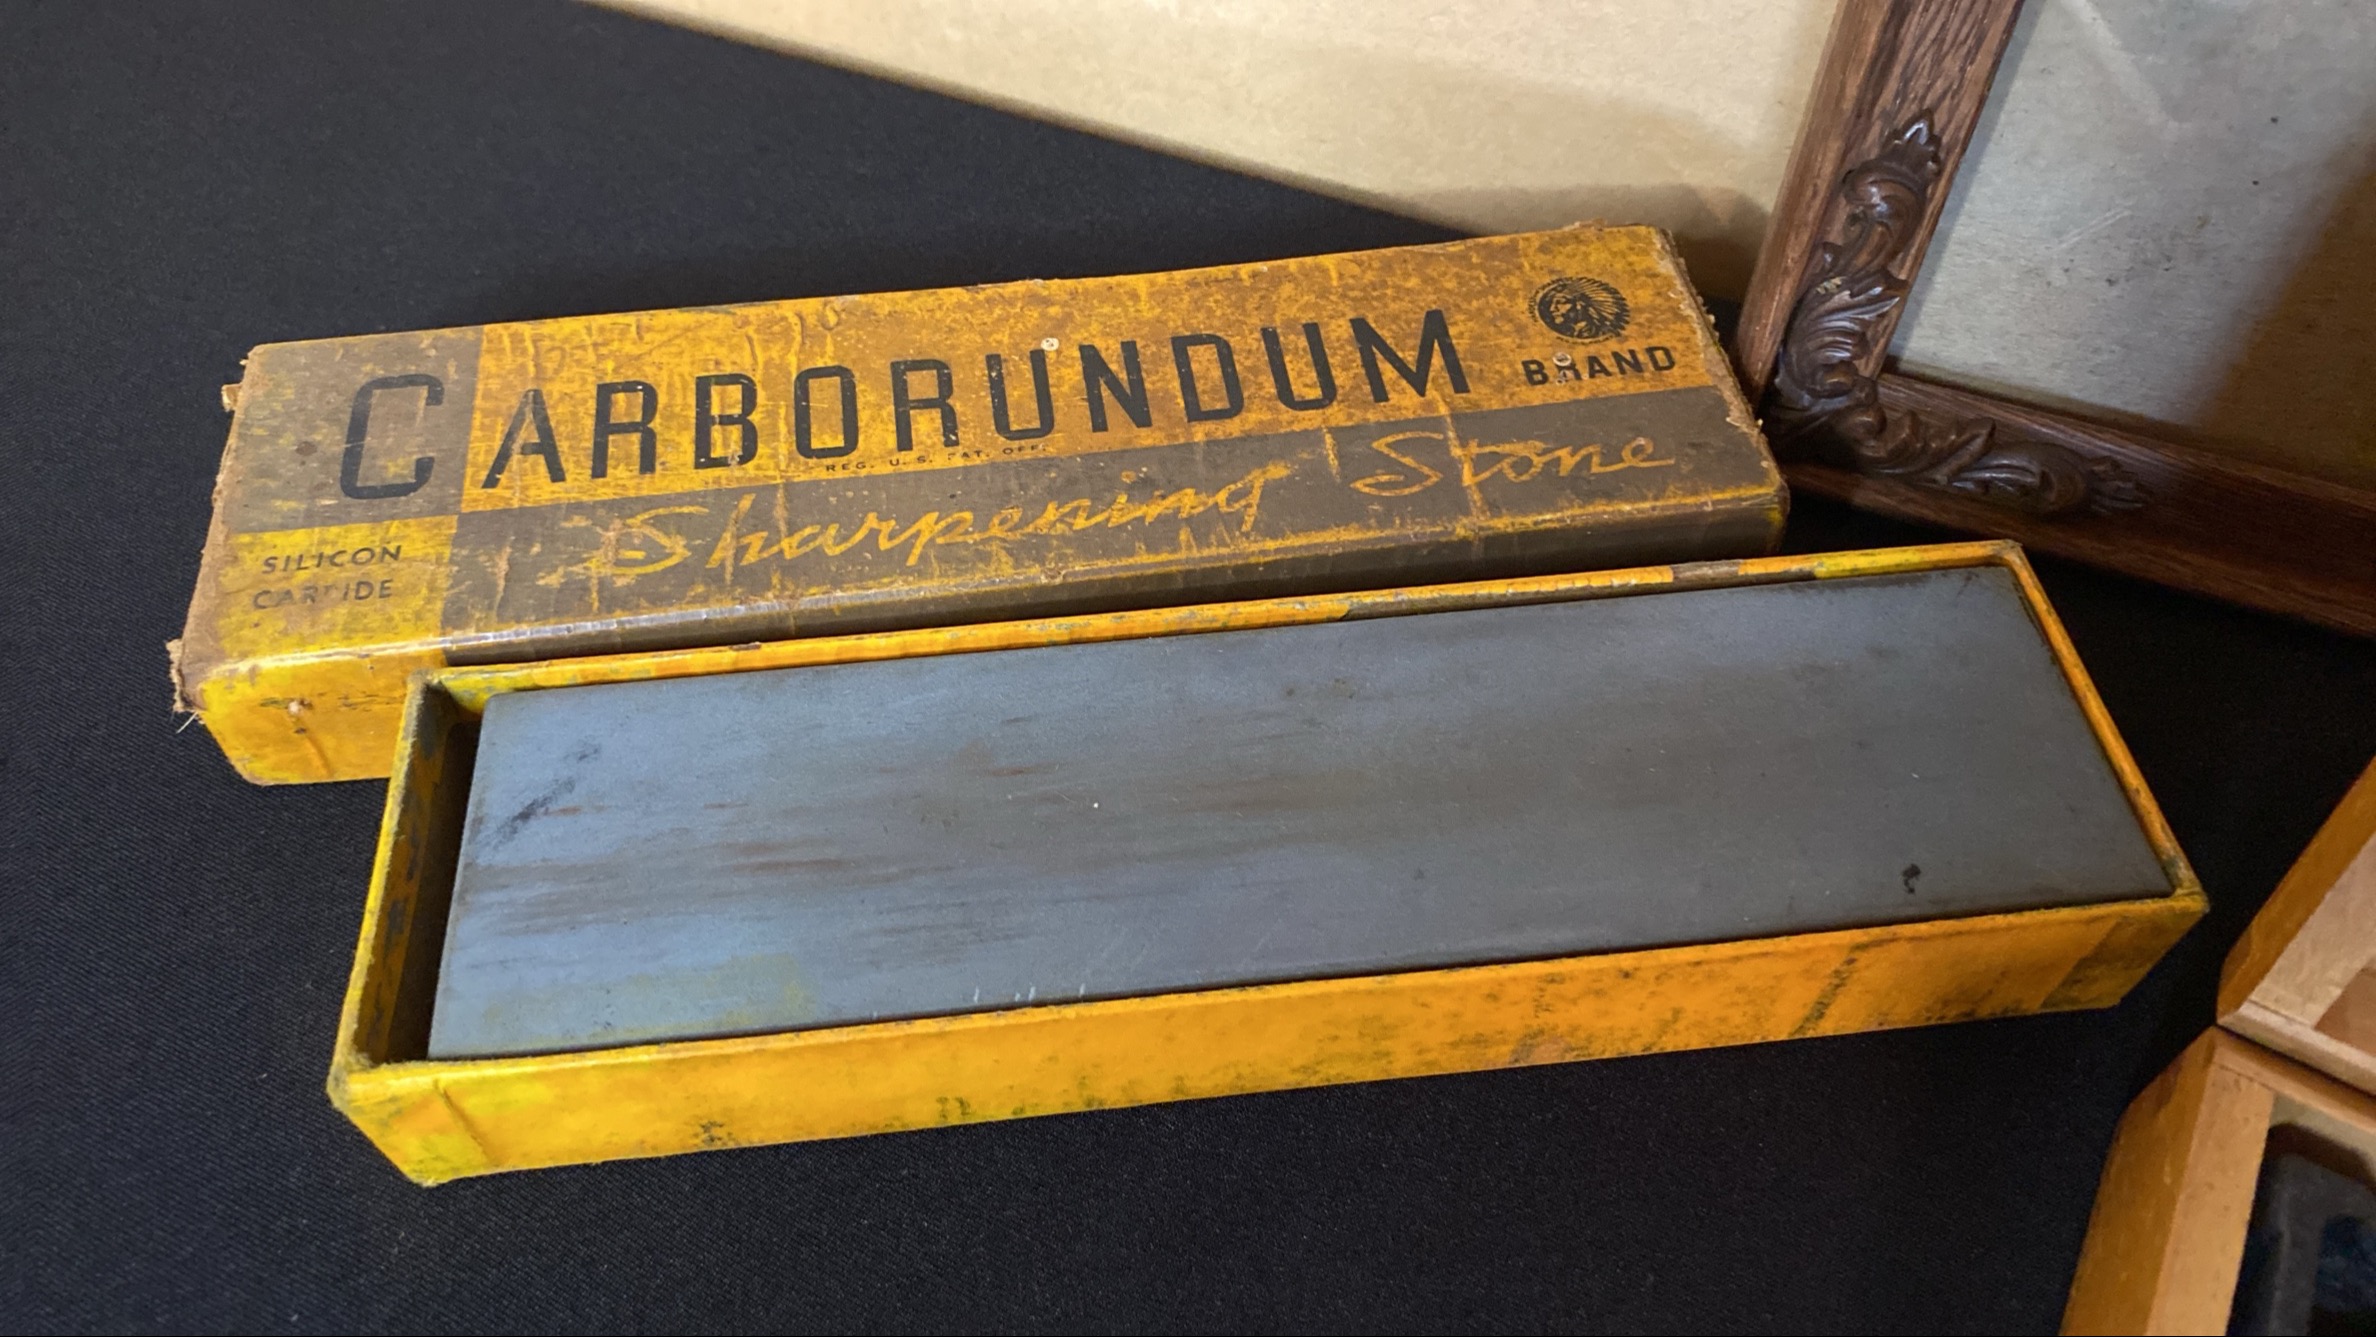 CARBORUNDUM
BRAND
REG. U. S. PAT. OFF.
Sharpening Stone
SILICON
CARBIDE